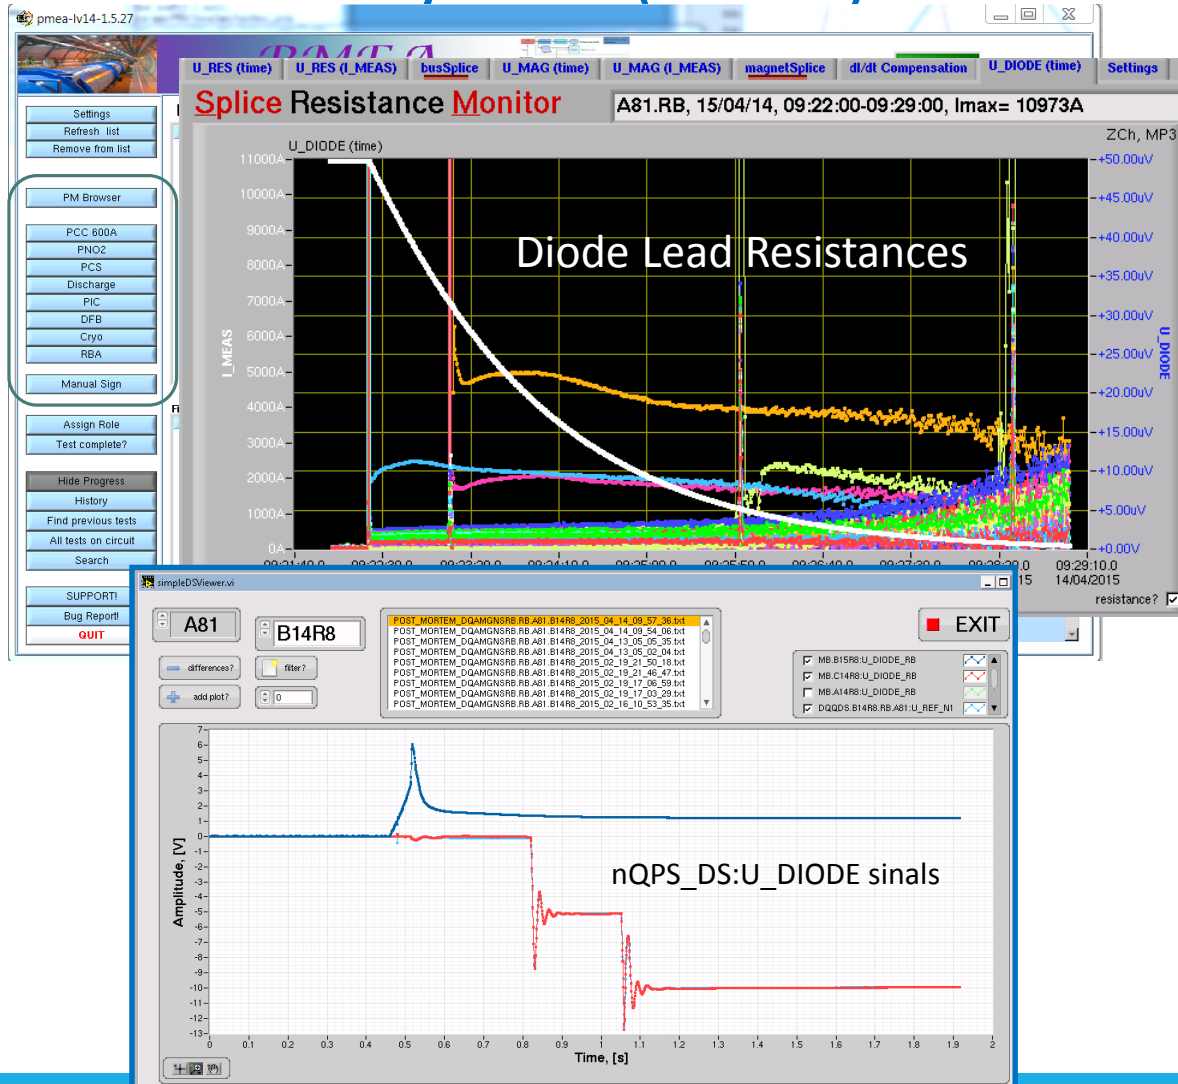 pmea-lv14-1.5.27
PMEA
Settings
Refresh list
Remove from list
PM Browser
PCC 600A
PNO2
PCS
Discharge
PIC
DFB
Cryo
RBA
Manual Sign
Assign Role
Test complete?
Hide Progress
History
Find previous tests
All tests on circuit
Search
SUPPORT!
Bug Report!
QUIT
U_RES (time) U_RES (I_MEAS) busSplice U_MAG (time) U_MAG (I_MEAS) magnetSplice dI/dt Compensation U_DIODE (time) Settings
Splice Resistance Monitor
A81.RB, 15/04/14, 09:22:00-09:29:00, Imax= 10973A
ZCh, MP3
U_DIODE (time)
11000A
10000A
9000A
8000A
7000A
6000A
5000A
4000A
3000A
2000A
1000A
0A
I_MEAS
Diode Lead Resistances
+50.00uV
+45.00uV
+40.00uV
+35.00uV
+30.00uV
+25.00uV
+20.00uV
+15.00uV
+10.00uV
+5.00uV
+0.00V
U_DIODE
09:29:10.0
14/04/2015
resistance?
simpleDSViewer.vi
A81
B14R8
differences?
filter?
add plot?
0
POST_MORTEM_DQAMGNSRB.RB.A81.B14R8_2015_04_14_09_57_36.txt
POST_MORTEM_DQAMGNSRB.RB.A81.B14R8_2015_04_14_09_54_06.txt
POST_MORTEM_DQAMGNSRB.RB.A81.B14R8_2015_04_13_05_05_35.txt
POST_MORTEM_DQAMGNSRB.RB.A81.B14R8_2015_04_13_05_02_04.txt
POST_MORTEM_DQAMGNSRB.RB.A81.B14R8_2015_02_19_21_50_18.txt
POST_MORTEM_DQAMGNSRB.RB.A81.B14R8_2015_02_19_21_46_47.txt
POST_MORTEM_DQAMGNSRB.RB.A81.B14R8_2015_02_19_17_06_59.txt
POST_MORTEM_DQAMGNSRB.RB.A81.B14R8_2015_02_19_17_03_29.txt
POST_MORTEM_DQAMGNSRB.RB.A81.B14R8_2015_02_16_10_53_35.txt
EXIT
MB.B15R8:U_DIODE_RB
MB.C14R8:U_DIODE_RB
MB.A14R8:U_DIODE_RB
DQQDS.B14R8.RB.A81:U_REF_N1
7
6
5
4
3
2
1
0
-1
-2
-3
-4
-5
-6
-7
-8
-9
-10
-11
-12
-13
Amplitude, [V]
nQPS_DS:U_DIODE sinals
0 0.1 0.2 0.3 0.4 0.5 0.6 0.7 0.8 0.9 1 1.1 1.2 1.3 1.4 1.5 1.6 1.7 1.8 1.9 2
Time, [s]